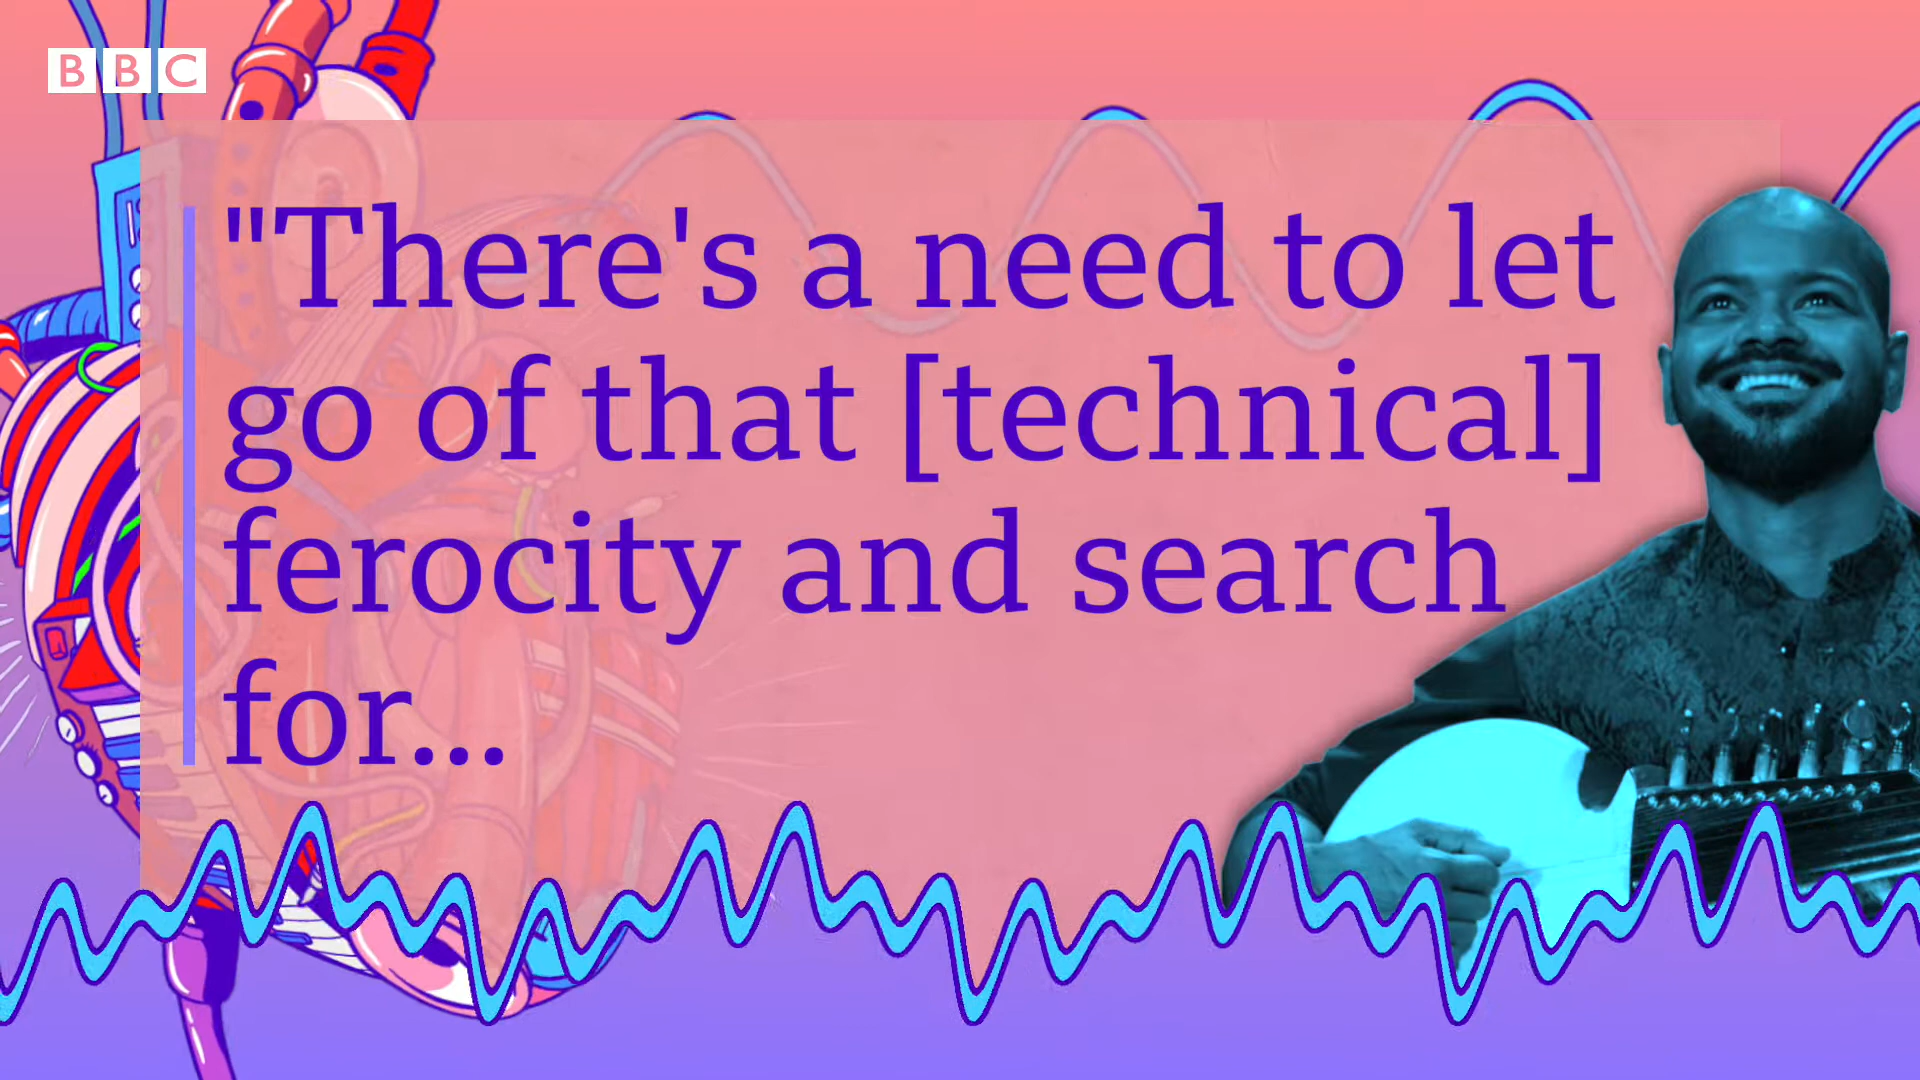 BBC
"There's a need to let
go of that [technical]
ferocity and search
for...